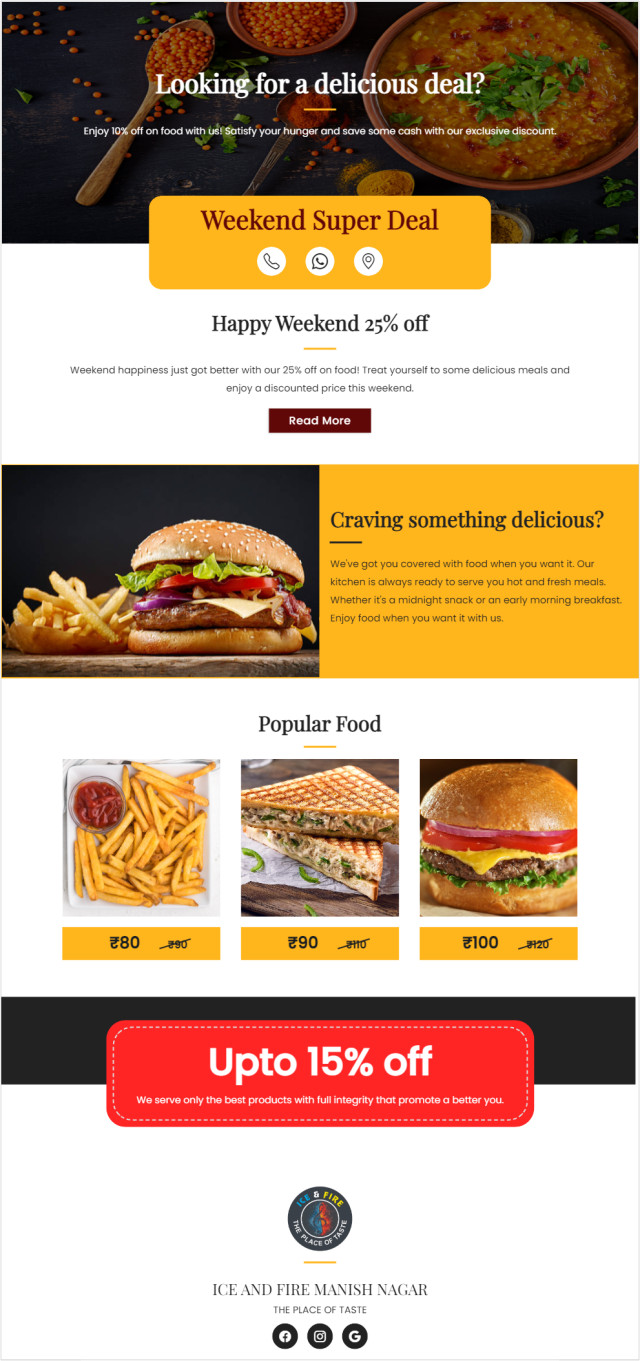 Looking for a delicious deal?
Enjoy 10% off on food with us! Satisfy your hunger and save some cash with our exclusive discount.
Weekend Super Deal
Happy Weekend 25% off
Weekend happiness just got better with our 25% off on food! Treat yourself to some delicious meals and
enjoy a discounted price this weekend.
Read More
Craving something delicious?
We've got you covered with food when you want it. Our
kitchen is always ready to serve you hot and fresh meals.
Whether it's a midnight snack or an early morning breakfast.
Enjoy food when you want it with us.
Popular Food
₹80 ₹90
₹90 ₹110
₹100 ₹120
Upto 15% off
We serve only the best products with full integrity that promote a better you.
ICE & FIRE
THE PLACE OF TASTE
ICE AND FIRE MANISH NAGAR
THE PLACE OF TASTE